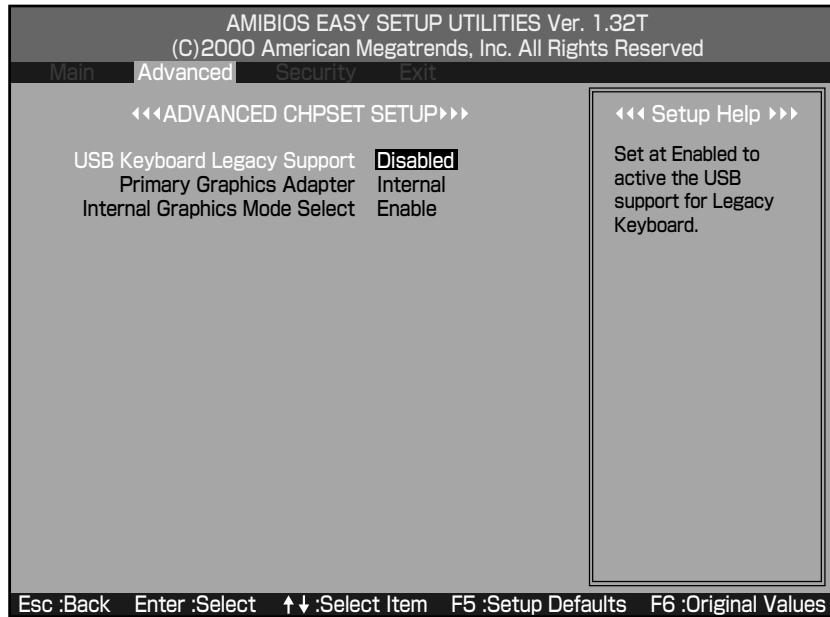 AMIBIOS EASY SETUP UTILITIES Ver. 1.32T
(C)2000 American Megatrends, Inc. All Rights Reserved
Main Advanced Security Exit
ADVANCED CHPSET SETUP
USB Keyboard Legacy Support Disabled
Primary Graphics Adapter Internal
Internal Graphics Mode Select Enable
Setup Help
Set at Enabled to
active the USB
support for Legacy
Keyboard.
Esc :Back Enter :Select ↑↓ :Select Item F5 :Setup Defaults F6 :Original Values